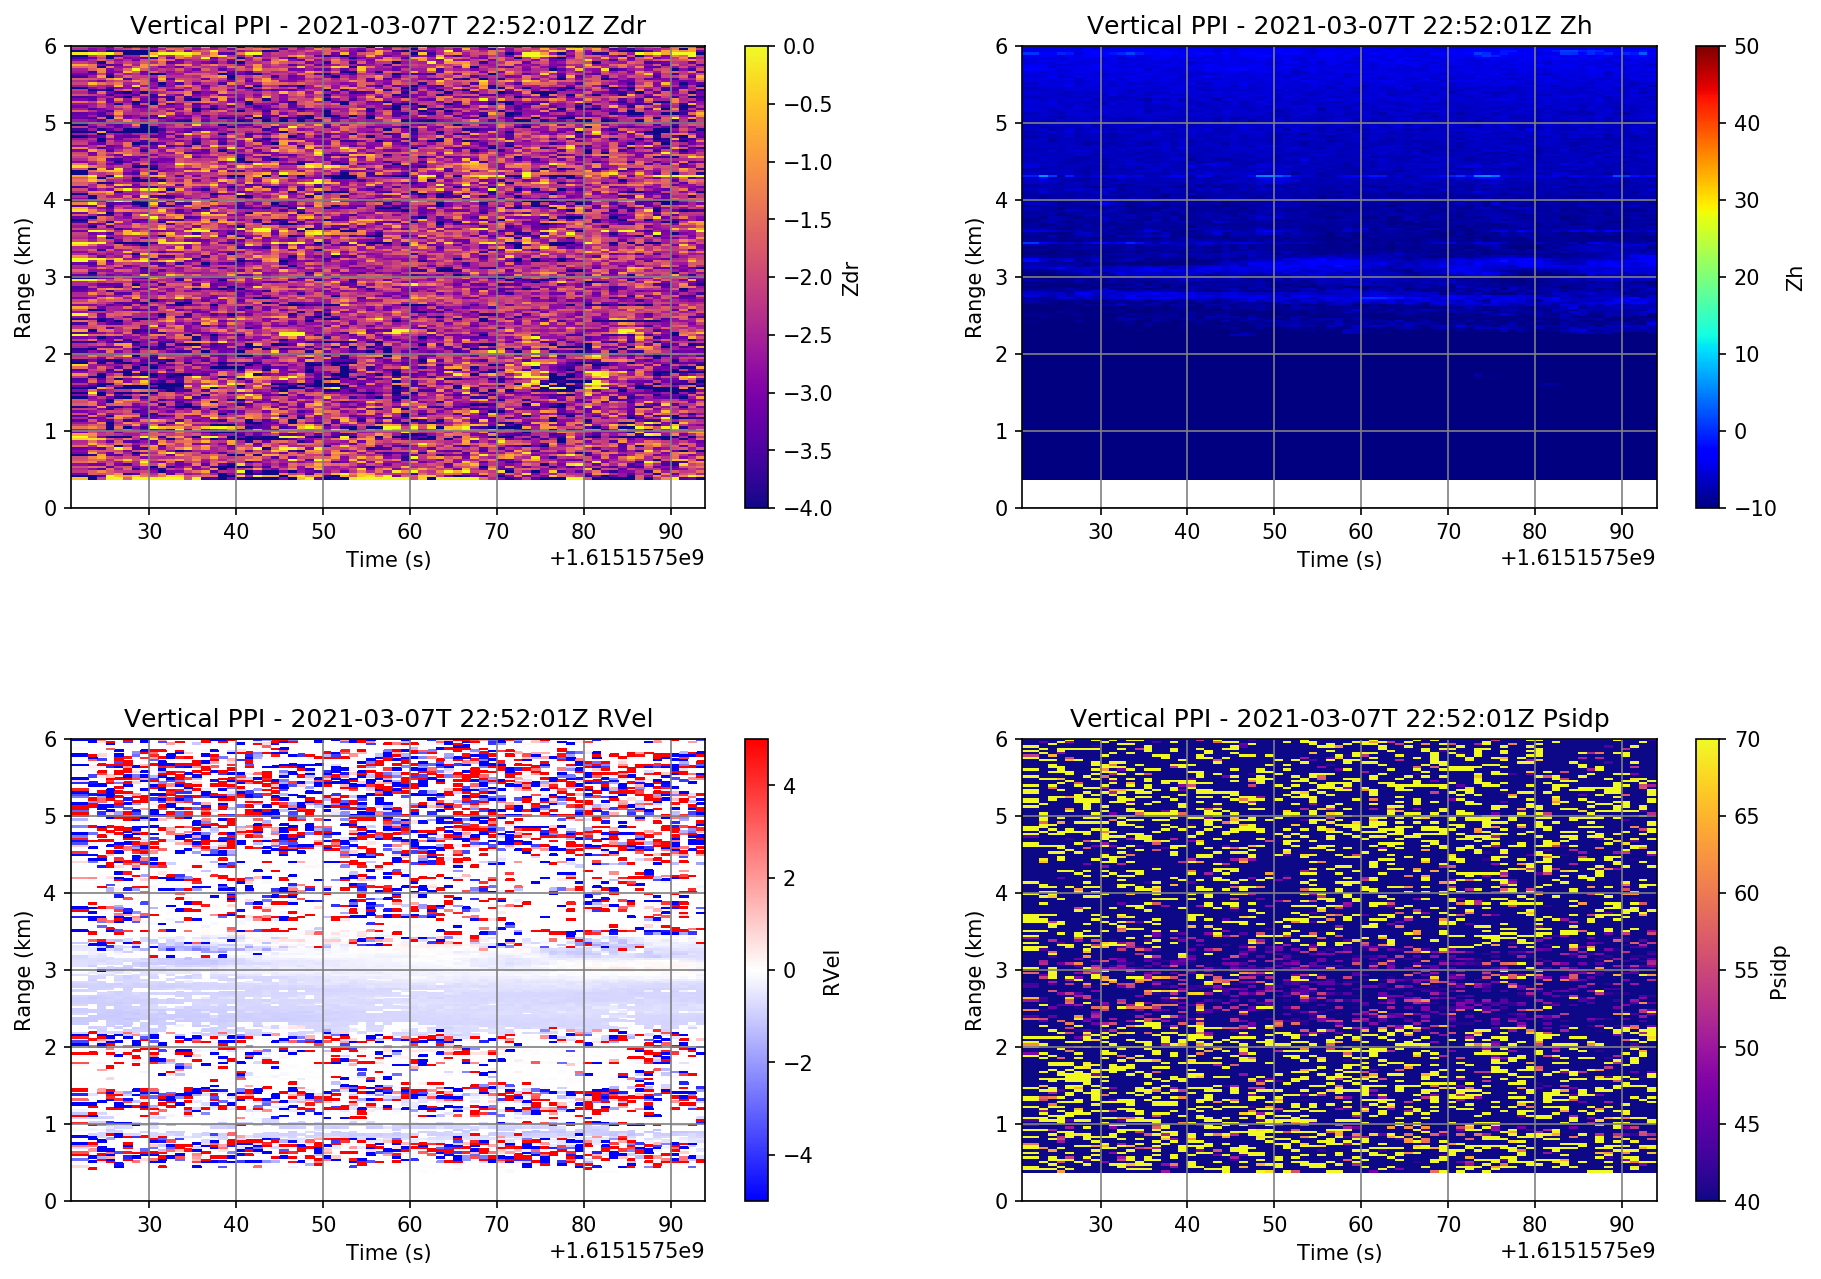 Vertical PPI - 2021-03-07T 22:52:01Z Zdr
6
5
4
3
2
1
0
Range (km)
30 40 50 60 70 80 90
Time (s)
+1.6151575e9
0.0
−0.5
−1.0
−1.5
−2.0
−2.5
−3.0
−3.5
−4.0
Zdr
Vertical PPI - 2021-03-07T 22:52:01Z Zh
6
5
4
3
2
1
0
Range (km)
30 40 50 60 70 80 90
Time (s)
+1.6151575e9
50
40
30
20
10
0
−10
Zh
Vertical PPI - 2021-03-07T 22:52:01Z RVel
6
5
4
3
2
1
0
Range (km)
30 40 50 60 70 80 90
Time (s)
+1.6151575e9
4
2
0
−2
−4
RVel
Vertical PPI - 2021-03-07T 22:52:01Z Psidp
6
5
4
3
2
1
0
Range (km)
30 40 50 60 70 80 90
Time (s)
+1.6151575e9
70
65
60
55
50
45
40
Psidp